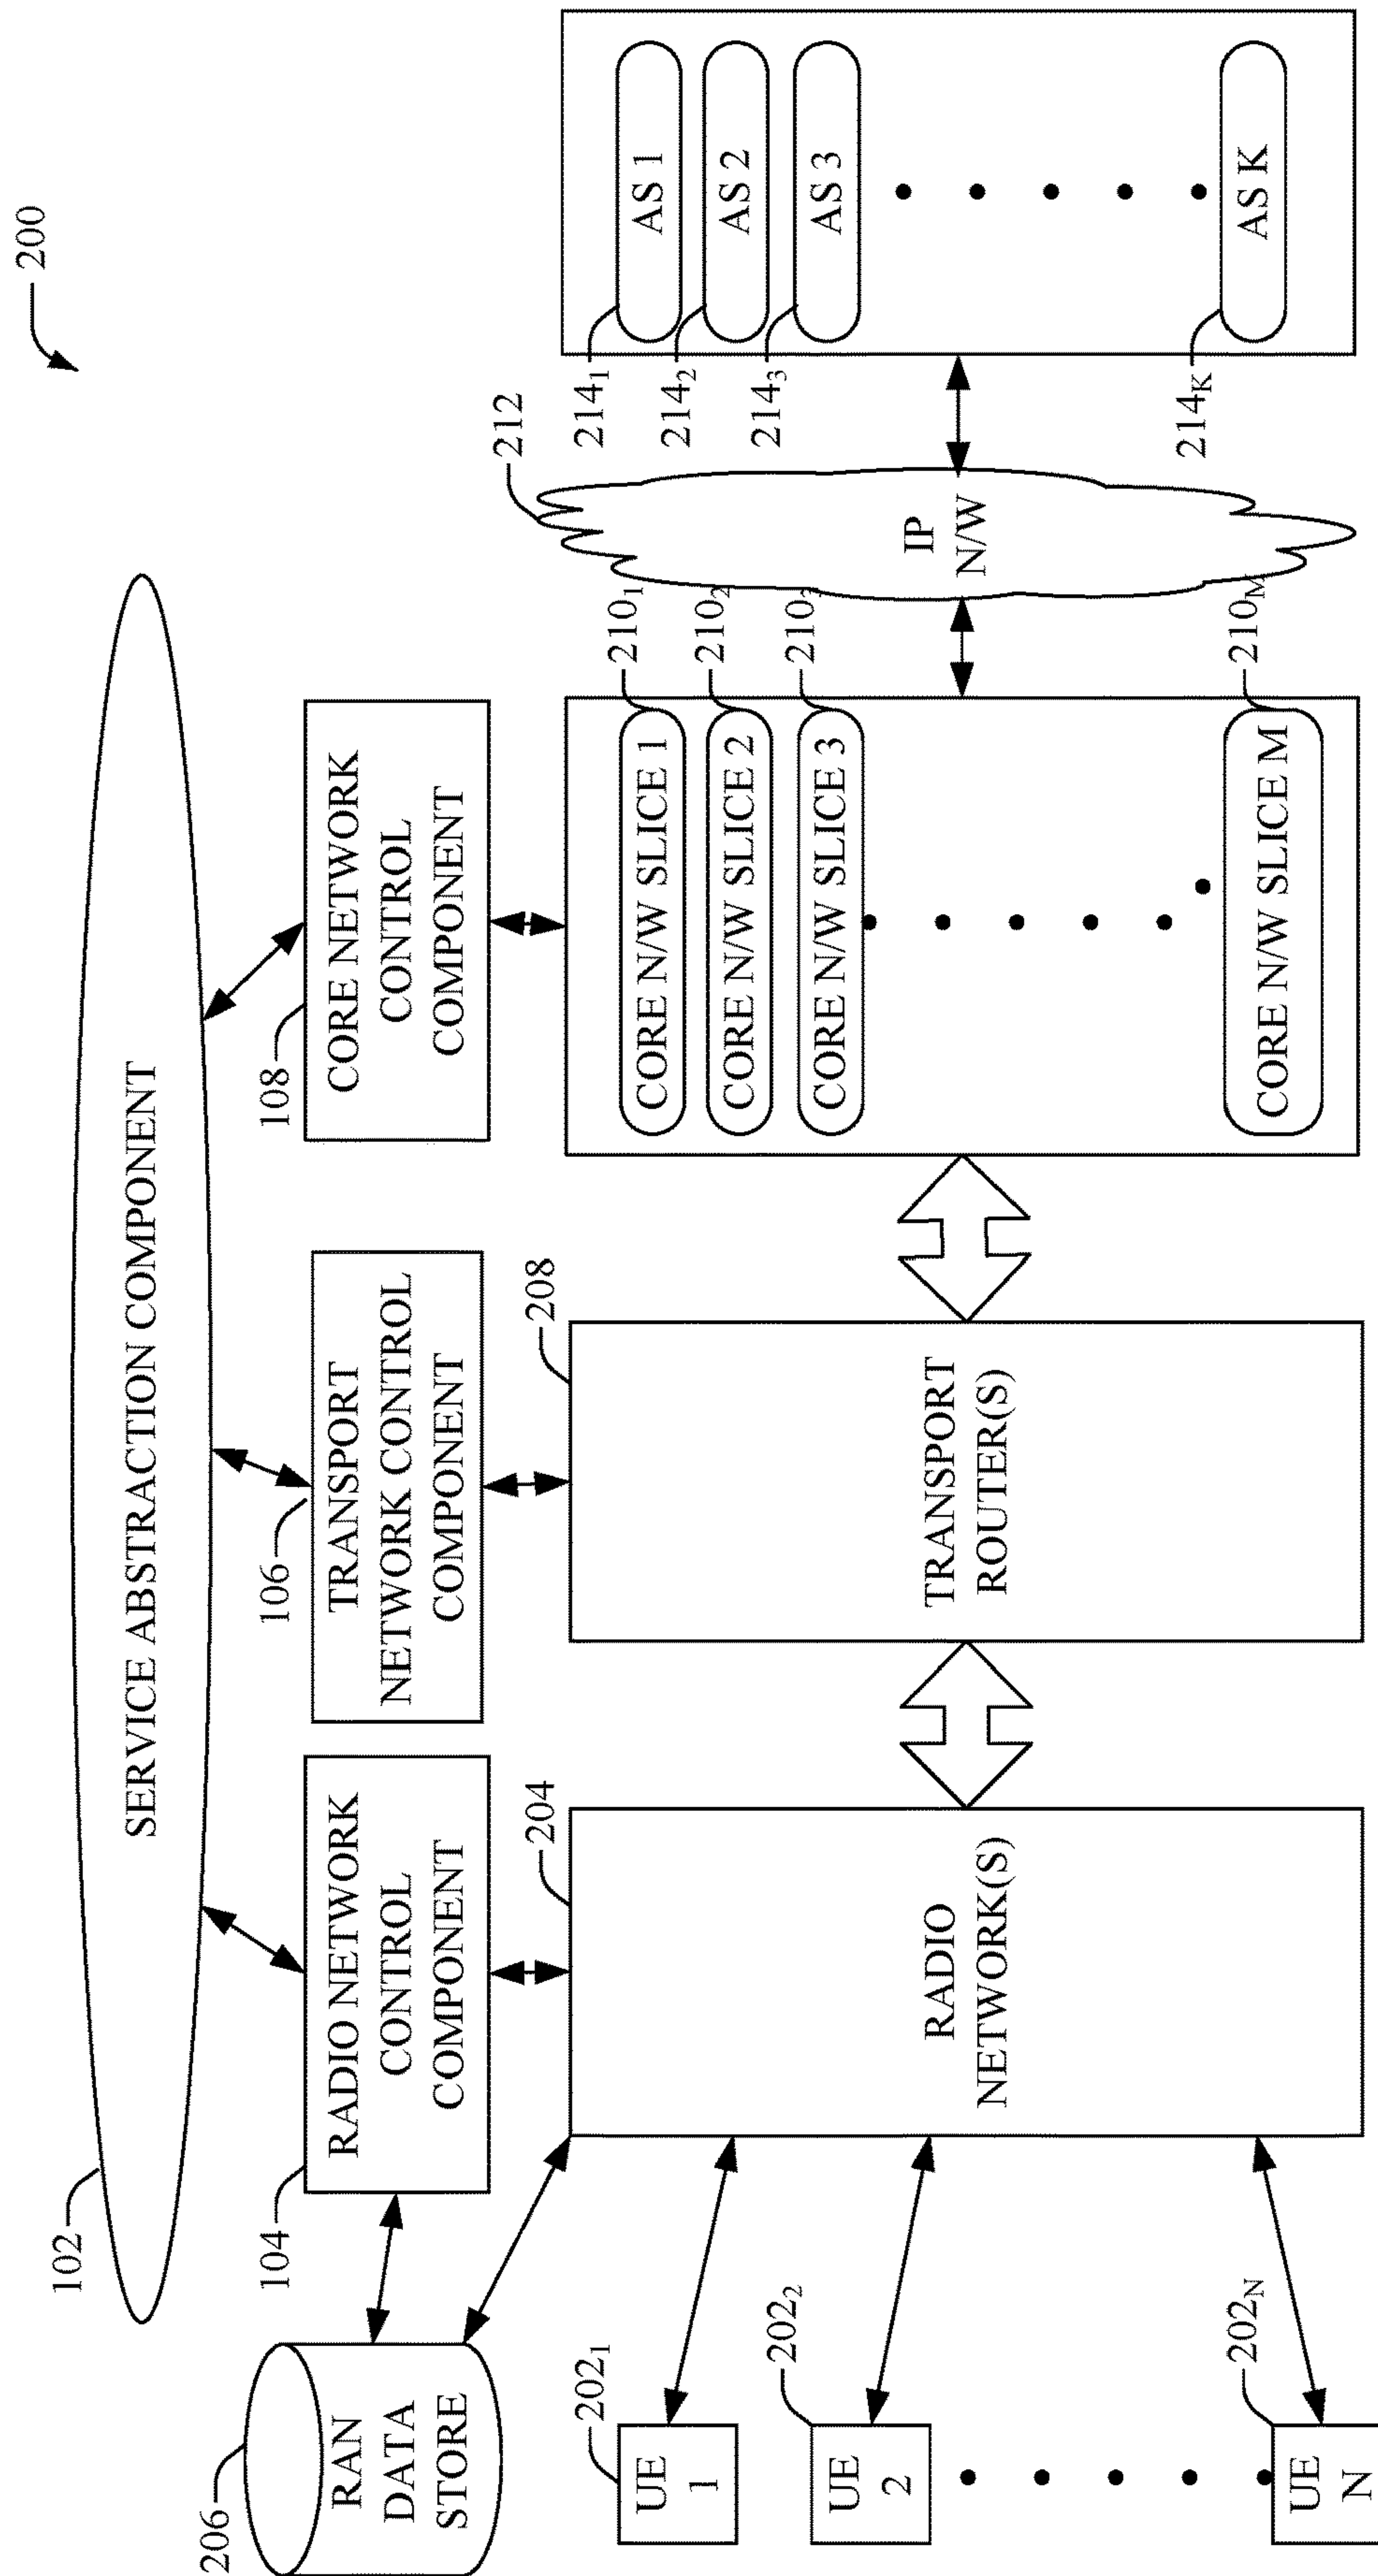 200
102
SERVICE ABSTRACTION COMPONENT
206
RAN
DATA
STORE
104
RADIO NETWORK
CONTROL
COMPONENT
106
TRANSPORT
NETWORK CONTROL
COMPONENT
108
CORE NETWORK
CONTROL
COMPONENT
202₁
UE
1
202₂
UE
2
202_N
UE
N
204
RADIO
NETWORK(S)
208
TRANSPORT
ROUTER(S)
CORE N/W SLICE 1
210₁
CORE N/W SLICE 2
210₂
CORE N/W SLICE 3
210₃
CORE N/W SLICE M
210_M
212
IP
N/W
214₁
AS 1
214₂
AS 2
214₃
AS 3
214_K
AS K